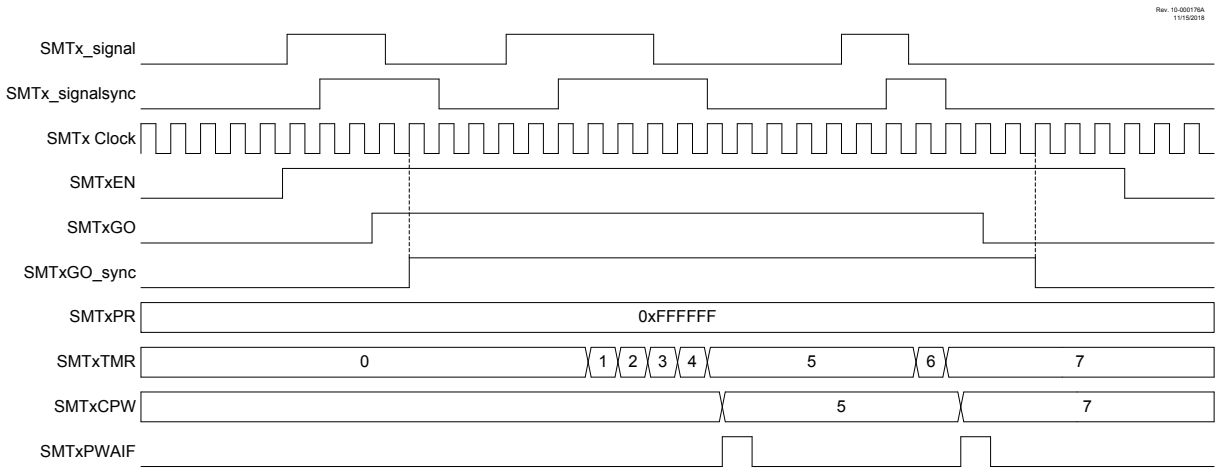 Rev. 10-000176A
11/15/2018
SMTx_signal
SMTx_signalsync
SMTx Clock
SMTxEN
SMTxGO
SMTxGO_sync
SMTxPR 0xFFFFFF
SMTxTMR 0 1 2 3 4 5 6 7
SMTxCPW 5 7
SMTxPWAIF